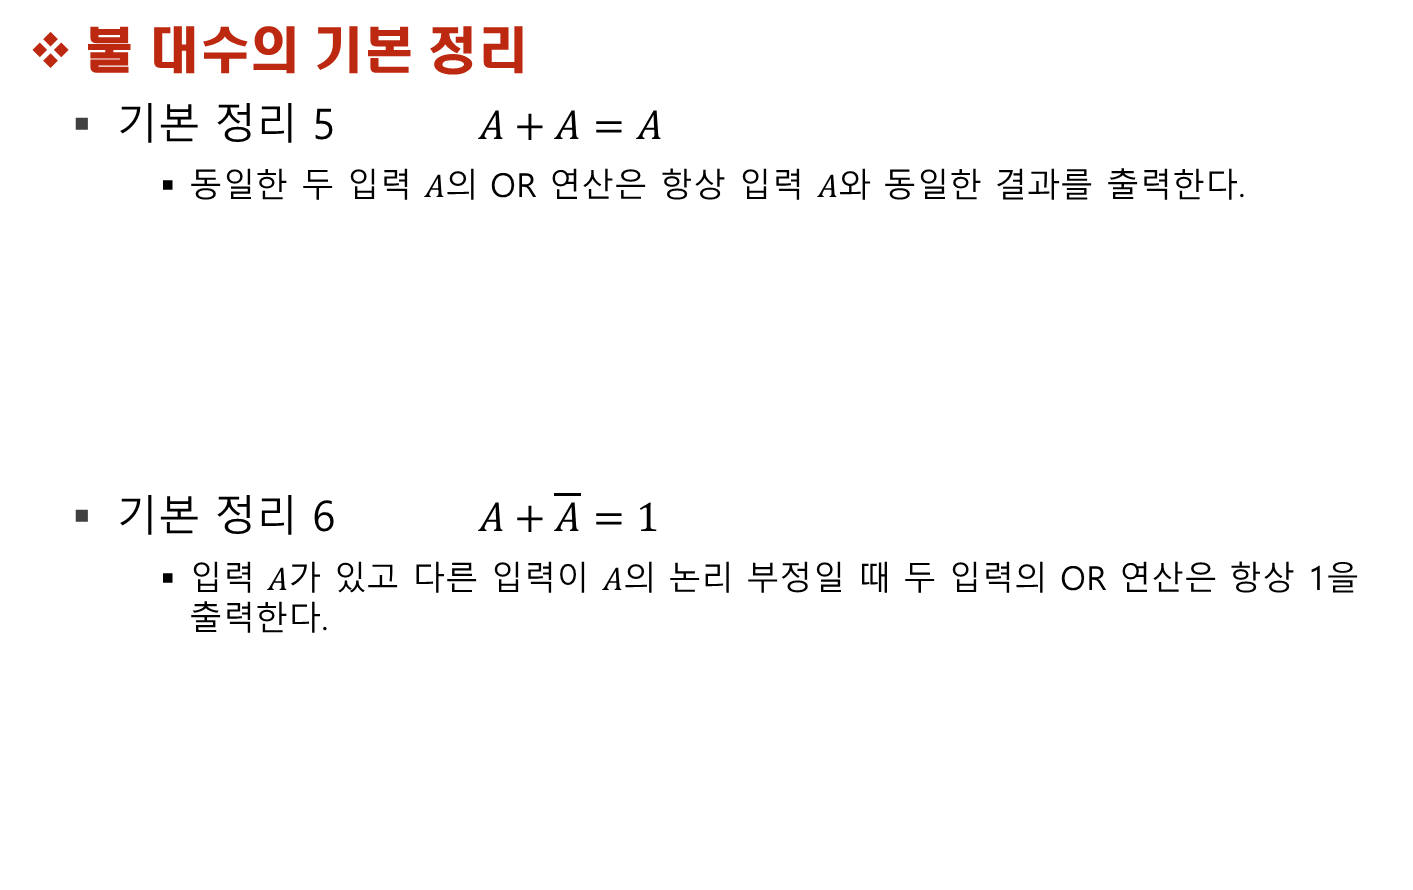 ❖ 불 대수의 기본 정리
▪ 기본 정리 5 A + A = A
▪ 동일한 두 입력 A의 OR 연산은 항상 입력 A와 동일한 결과를 출력한다.
▪ 기본 정리 6 A + A̅ = 1
▪ 입력 A가 있고 다른 입력이 A의 논리 부정일 때 두 입력의 OR 연산은 항상 1을
출력한다.